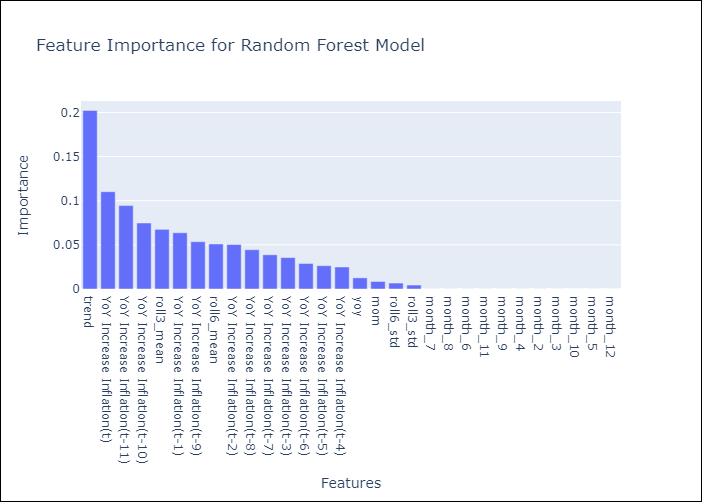 Feature Importance for Random Forest Model
Importance
0.2
0.15
0.1
0.05
0
trend
YoY Increase Inflation(t)
YoY Increase Inflation(t-11)
YoY Increase Inflation(t-10)
roll3_mean
YoY Increase Inflation(t-1)
YoY Increase Inflation(t-9)
roll6_mean
YoY Increase Inflation(t-2)
YoY Increase Inflation(t-8)
YoY Increase Inflation(t-7)
YoY Increase Inflation(t-3)
YoY Increase Inflation(t-6)
YoY Increase Inflation(t-5)
YoY Increase Inflation(t-4)
yoy
mom
roll6_std
roll3_std
month_7
month_8
month_6
month_11
month_9
month_4
month_2
month_3
month_10
month_5
month_12
Features